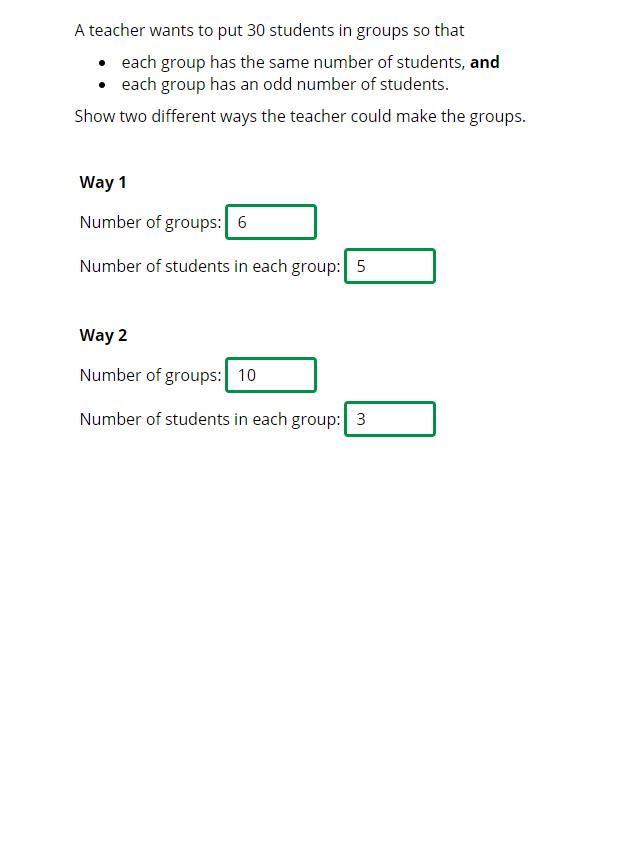 A teacher wants to put 30 students in groups so that
• each group has the same number of students, and
• each group has an odd number of students.
Show two different ways the teacher could make the groups.
Way 1
Number of groups: 6
Number of students in each group: 5
Way 2
Number of groups: 10
Number of students in each group: 3